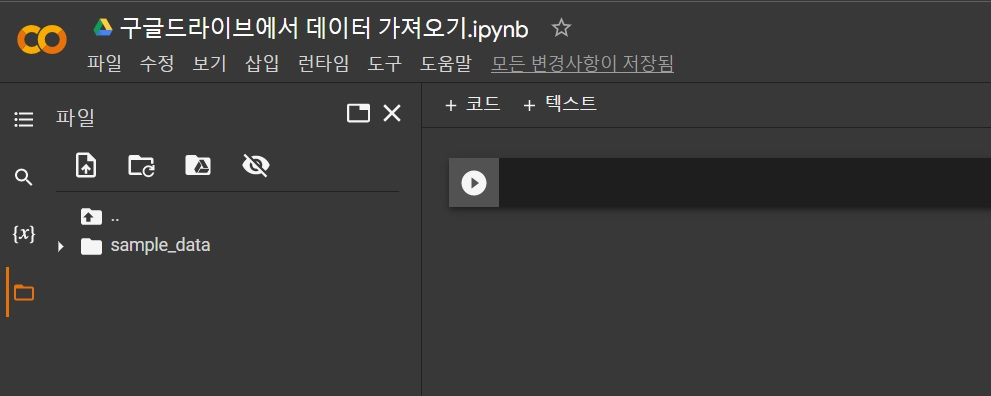 구글드라이브에서 데이터 가져오기.ipynb
파일 수정 보기 삽입 런타임 도구 도움말 모든 변경사항이 저장됨
파일
+ 코드 + 텍스트
{x}
..
sample_data